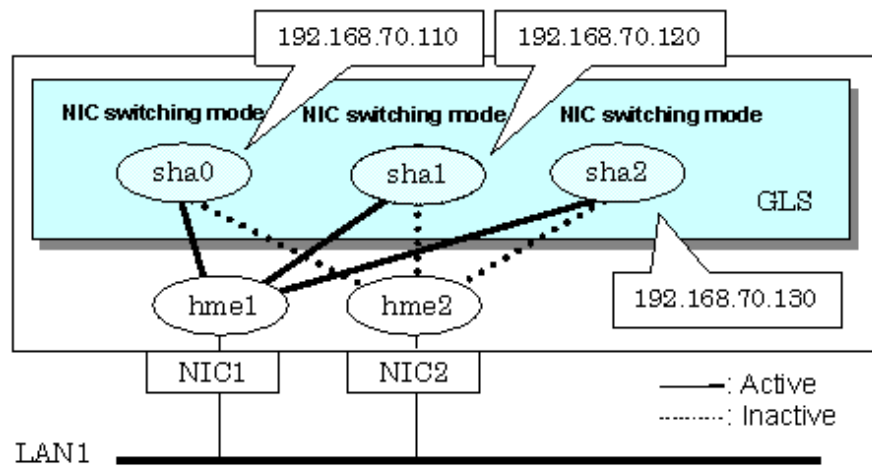 192.168.70.110
192.168.70.120
NIC switching mode
NIC switching mode
NIC switching mode
sha0
sha1
sha2
GLS
hme1
hme2
192.168.70.130
NIC1
NIC2
: Active
: Inactive
LAN1